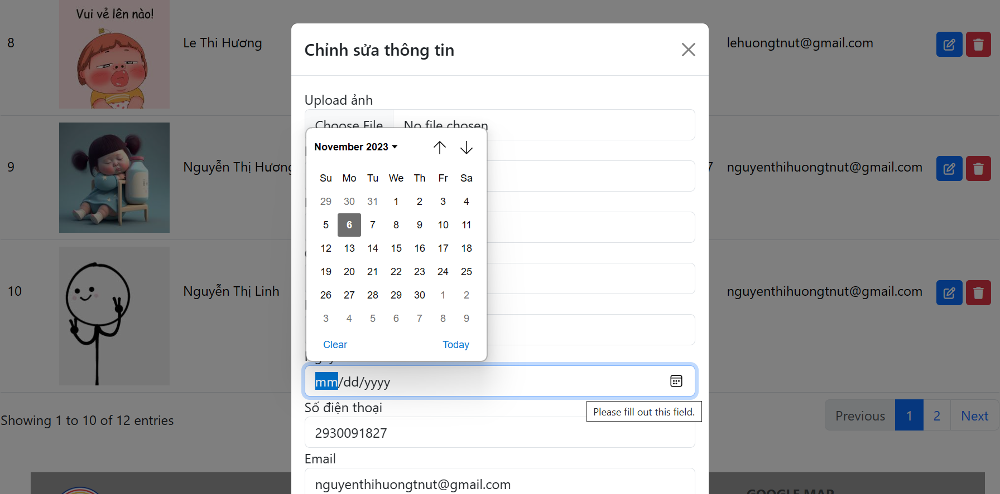 Vui vẻ lên nào!
8 Le Thi Hương lehuongtnut@gmail.com
Chỉnh sửa thông tin
Upload ảnh
Choose File No file chosen
November 2023
Su Mo Tu We Th Fr Sa
29 30 31 1 2 3 4
5 6 7 8 9 10 11
12 13 14 15 16 17 18
19 20 21 22 23 24 25
26 27 28 29 30 1 2
3 4 5 6 7 8 9
Clear Today
9 Nguyễn Thị Hương 7 nguyenthihuongtnut@gmail.com
10 Nguyễn Thị Linh nguyenthihuongtnut@gmail.com
mm/dd/yyyy
Số điện thoại
Please fill out this field.
2930091827
Email
nguyenthihuongtnut@gmail.com
Showing 1 to 10 of 12 entries
Previous 1 2 Next
GOOGLE MAP